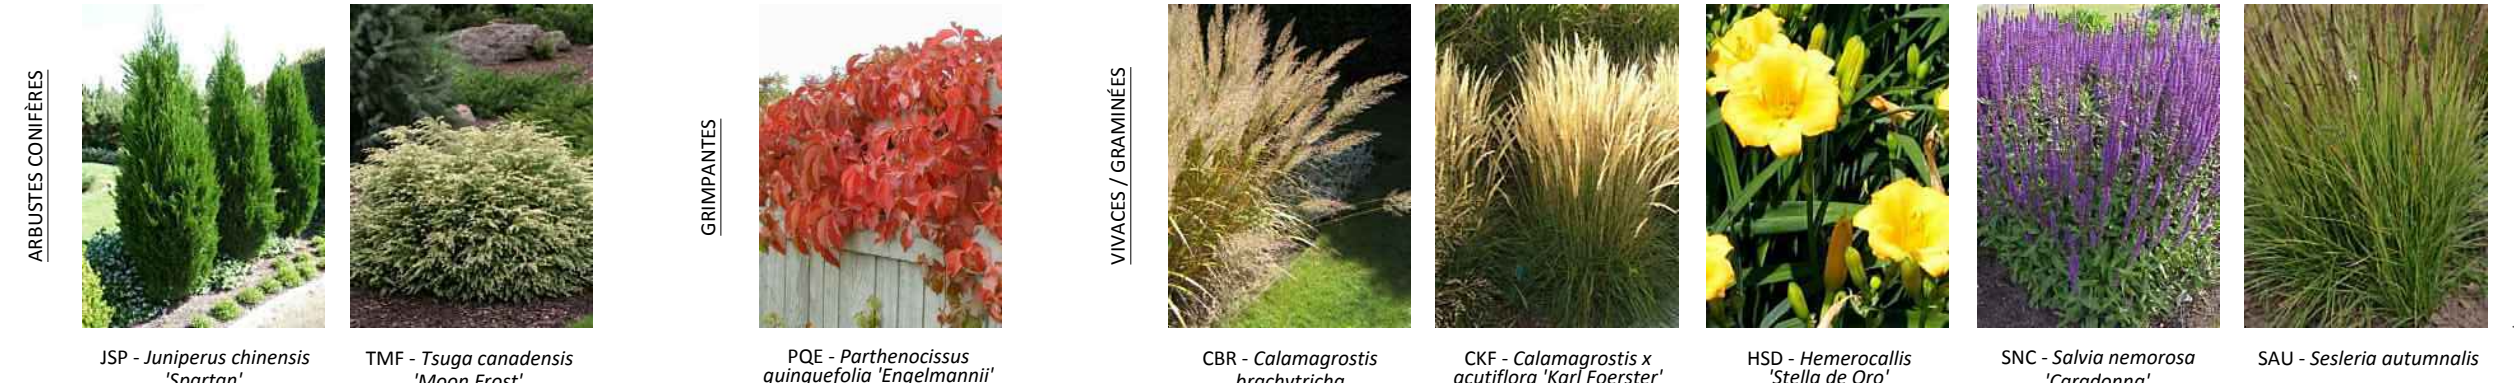 ARBUSTES CONIFÈRES
JSP - Juniperus chinensis
'Spartan'
TMF - Tsuga canadensis
'Moon Frost'
GRIMPANTES
PQE - Parthenocissus
quinquefolia 'Engelmannii'
VIVACES / GRAMINÉES
CBR - Calamagrostis
brachytricha
CKF - Calamagrostis x
acutiflora 'Karl Foerster'
HSD - Hemerocallis
'Stella de Oro'
SNC - Salvia nemorosa
'Caradonna'
SAU - Sesleria autumnalis